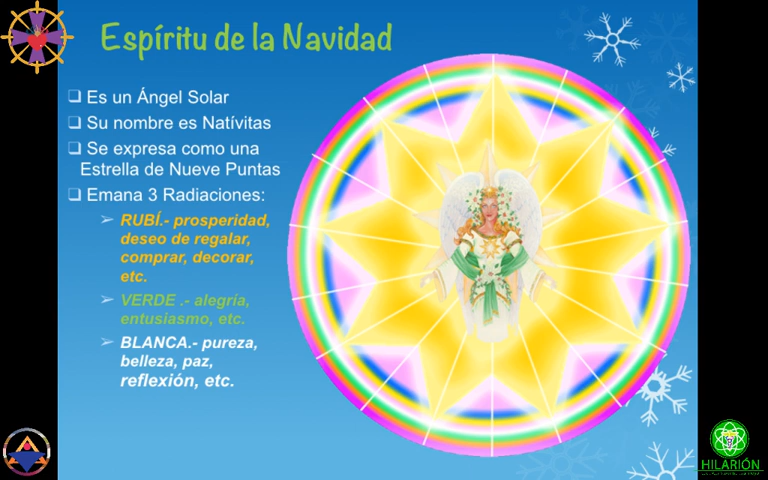 Espíritu de la Navidad
❑ Es un Ángel Solar
❑ Su nombre es Natívitas
❑ Se expresa como una
Estrella de Nueve Puntas
❑ Emana 3 Radiaciones:
➢ RUBÍ.- prosperidad,
deseo de regalar,
comprar, decorar,
etc.
➢ VERDE .- alegría,
entusiasmo, etc.
➢ BLANCA.- pureza,
belleza, paz,
reflexión, etc.
HILARIÓN